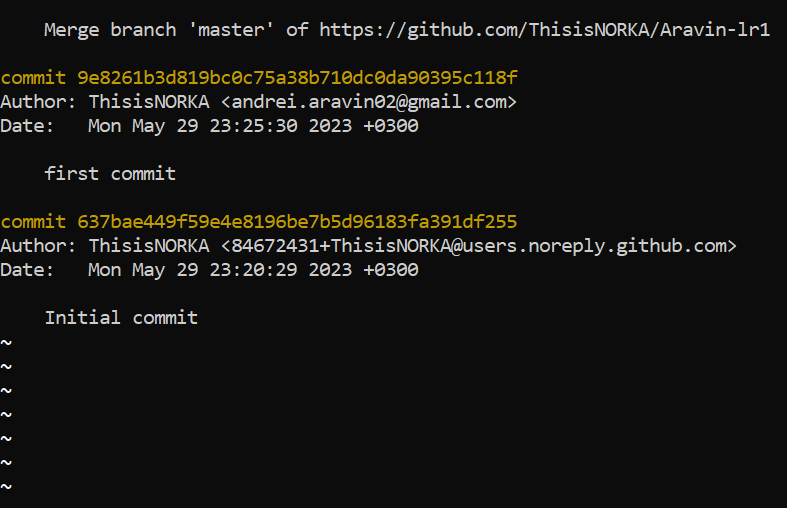 Merge branch 'master' of https://github.com/ThisisNORKA/Aravin-lr1
commit 9e8261b3d819bc0c75a38b710dc0da90395c118f
Author: ThisisNORKA <andrei.aravin02@gmail.com>
Date:   Mon May 29 23:25:30 2023 +0300
first commit
commit 637bae449f59e4e8196be7b5d96183fa391df255
Author: ThisisNORKA <84672431+ThisisNORKA@users.noreply.github.com>
Date:   Mon May 29 23:20:29 2023 +0300
Initial commit
~
~
~
~
~
~
~